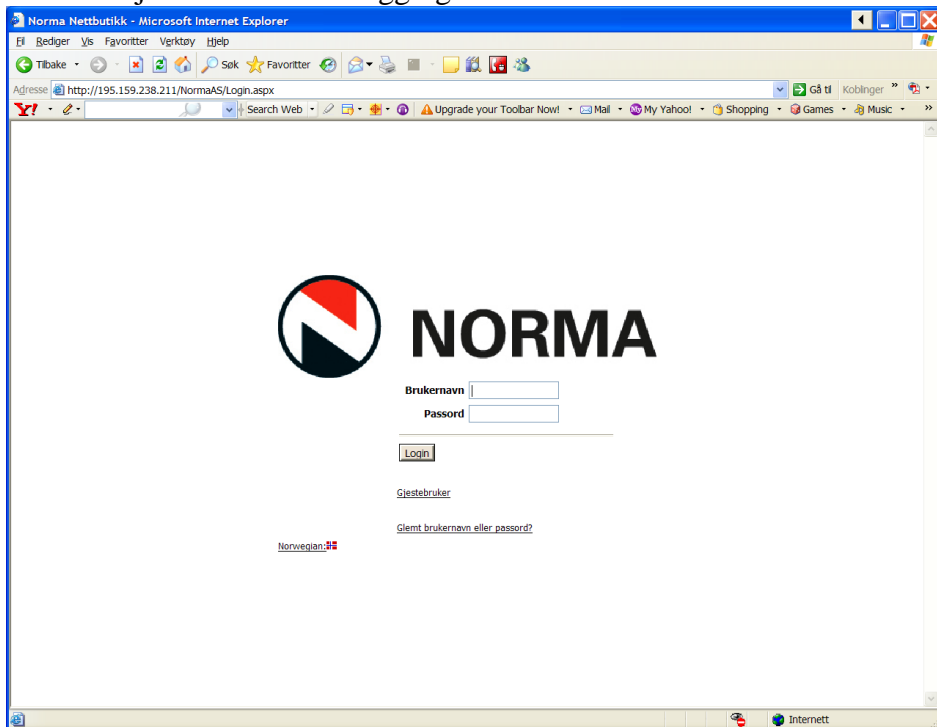 Norma Nettbutikk - Microsoft Internet Explorer
Fil Rediger Vis Favoritter Verktøy Hjelp
Tilbake Søk Favoritter
Adresse http://195.159.238.211/NormaAS/Login.aspx Gå til Koblinger »
Y! Search Web Upgrade your Toolbar Now! Mail My Yahoo! Shopping Games Music »
NORMA
Brukernavn
Passord
Login
Gjestebruker
Glemt brukernavn eller passord?
Norwegian:
Internett